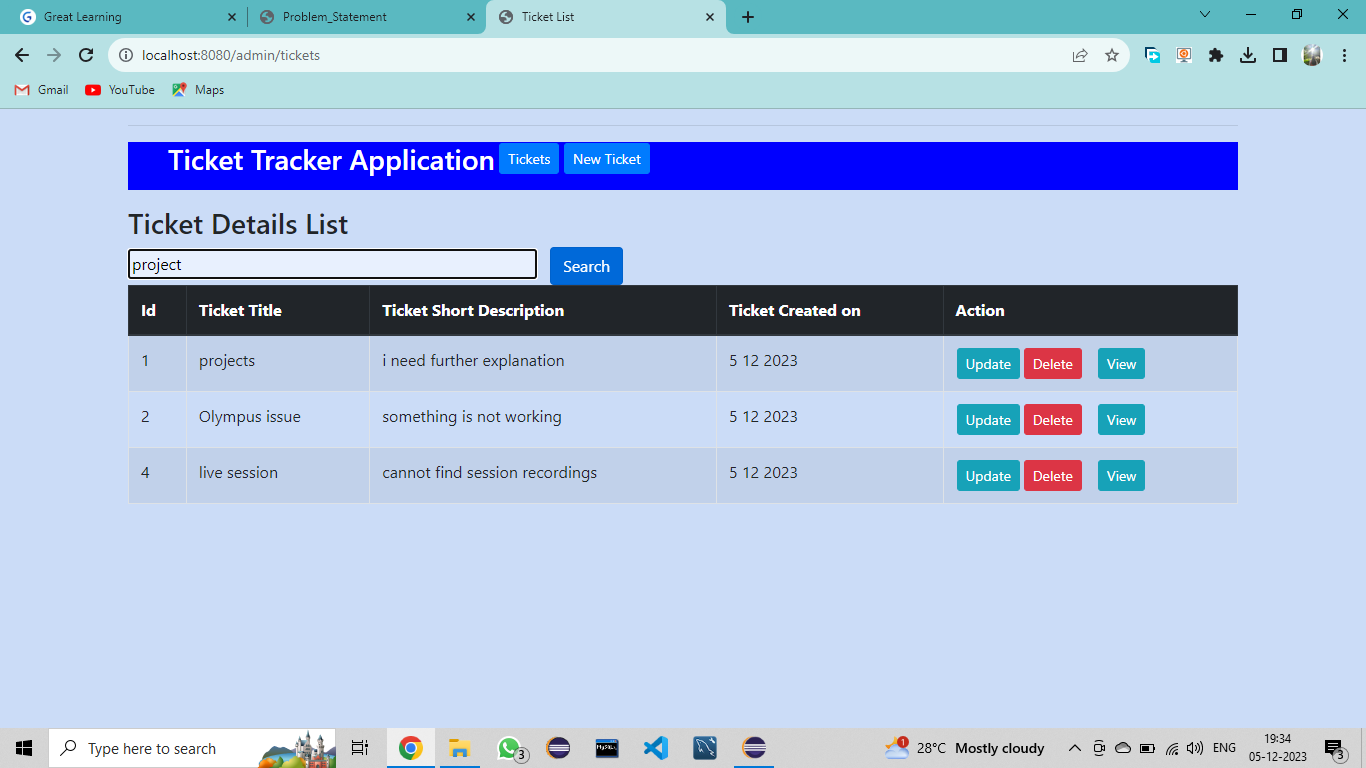 Great Learning
Problem_Statement
Ticket List
localhost:8080/admin/tickets
Gmail
YouTube
Maps
Ticket Tracker Application
Tickets
New Ticket
Ticket Details List
project
Search
Id Ticket Title Ticket Short Description Ticket Created on Action
1 projects i need further explanation 5 12 2023 Update Delete View
2 Olympus issue something is not working 5 12 2023 Update Delete View
4 live session cannot find session recordings 5 12 2023 Update Delete View
Type here to search
3
MySQL
1
28°C Mostly cloudy
ENG
19:34
05-12-2023
3